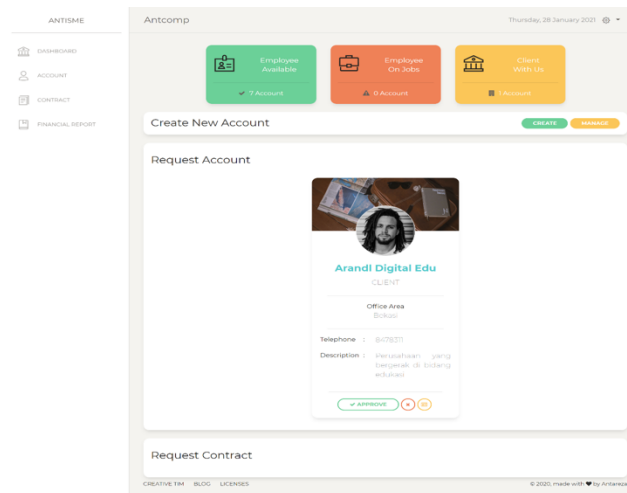 ANTISME
Antcomp
Thursday, 28 January 2021
DASHBOARD
ACCOUNT
CONTRACT
FINANCIAL REPORT
Employee
Available
7 Account
Employee
On Jobs
0 Account
Client
With Us
1 Account
Create New Account
CREATE
MANAGE
Request Account
Arandl Digital Edu
CLIENT
Office Area
Bekasi
Telephone : 8478311
Description : Perusahaan yang
bergerak di bidang
edukasi
APPROVE
Request Contract
CREATIVE TIM BLOG LICENSES
© 2020, made with ❤ by Antareza